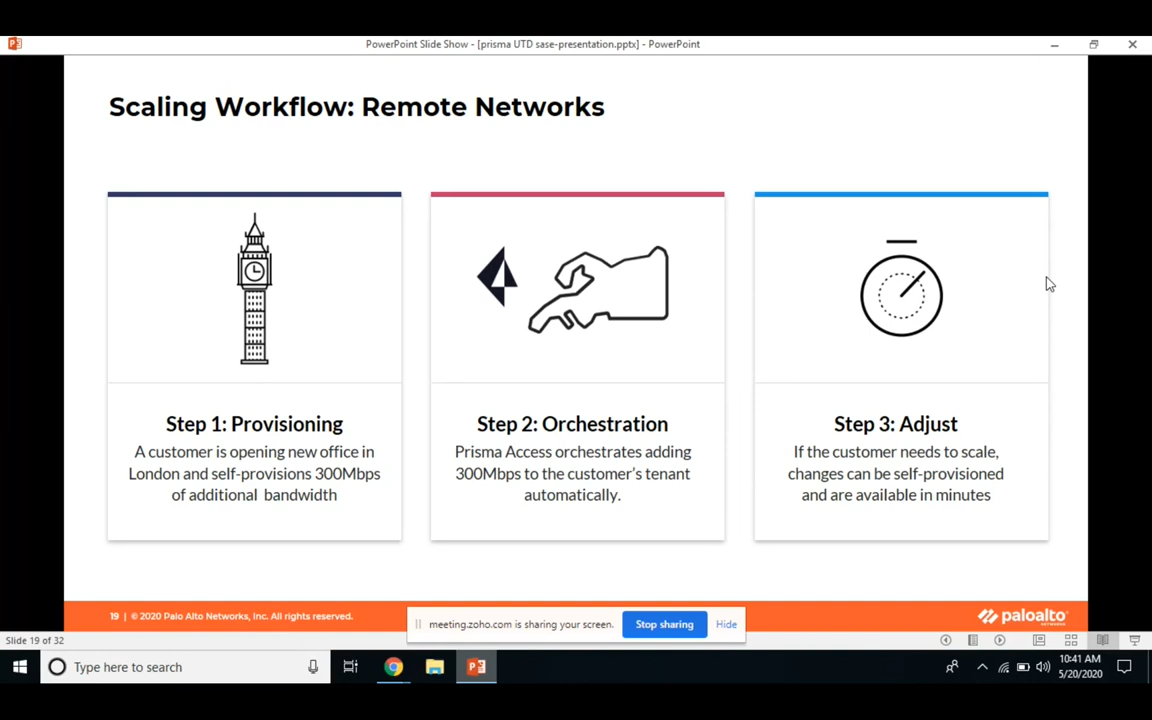 PowerPoint Slide Show - [prisma UTD sase-presentation.pptx] - PowerPoint
Scaling Workflow: Remote Networks
Step 1: Provisioning
A customer is opening new office in
London and self-provisions 300Mbps
of additional bandwidth
Step 2: Orchestration
Prisma Access orchestrates adding
300Mbps to the customer's tenant
automatically.
Step 3: Adjust
If the customer needs to scale,
changes can be self-provisioned
and are available in minutes
19 | © 2020 Palo Alto Networks, Inc. All rights reserved.
paloalto
NETWORKS
meeting.zoho.com is sharing your screen. Stop sharing Hide
Slide 19 of 32
Type here to search
10:41 AM
5/20/2020